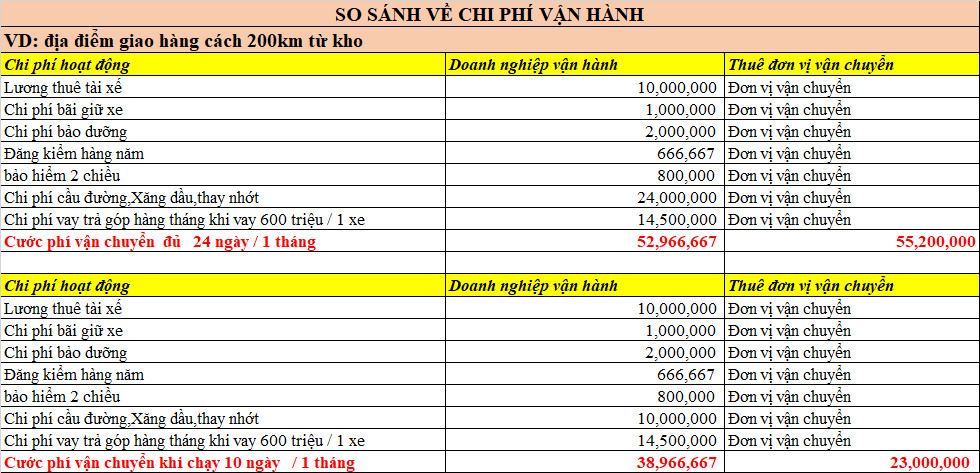 SO SÁNH VỀ CHI PHÍ VẬN HÀNH
VD: địa điểm giao hàng cách 200km từ kho
Chi phí hoạt động Doanh nghiệp vận hành Thuê đơn vị vận chuyển
Lương thuê tài xế 10,000,000 Đơn vị vận chuyển
Chi phí bãi giữ xe 1,000,000 Đơn vị vận chuyển
Chi phí bảo dưỡng 2,000,000 Đơn vị vận chuyển
Đăng kiểm hàng năm 666,667 Đơn vị vận chuyển
bảo hiểm 2 chiều 800,000 Đơn vị vận chuyển
Chi phí cầu đường,Xăng dầu,thay nhớt 24,000,000 Đơn vị vận chuyển
Chi phí vay trả góp hàng tháng khi vay 600 triệu / 1 xe 14,500,000 Đơn vị vận chuyển
Cước phí vận chuyển đủ 24 ngày / 1 tháng 52,966,667 55,200,000
Chi phí hoạt động Doanh nghiệp vận hành Thuê đơn vị vận chuyển
Lương thuê tài xế 10,000,000 Đơn vị vận chuyển
Chi phí bãi giữ xe 1,000,000 Đơn vị vận chuyển
Chi phí bảo dưỡng 2,000,000 Đơn vị vận chuyển
Đăng kiểm hàng năm 666,667 Đơn vị vận chuyển
bảo hiểm 2 chiều 800,000 Đơn vị vận chuyển
Chi phí cầu đường,Xăng dầu,thay nhớt 10,000,000 Đơn vị vận chuyển
Chi phí vay trả góp hàng tháng khi vay 600 triệu / 1 xe 14,500,000 Đơn vị vận chuyển
Cước phí vận chuyển khi chạy 10 ngày / 1 tháng 38,966,667 23,000,000